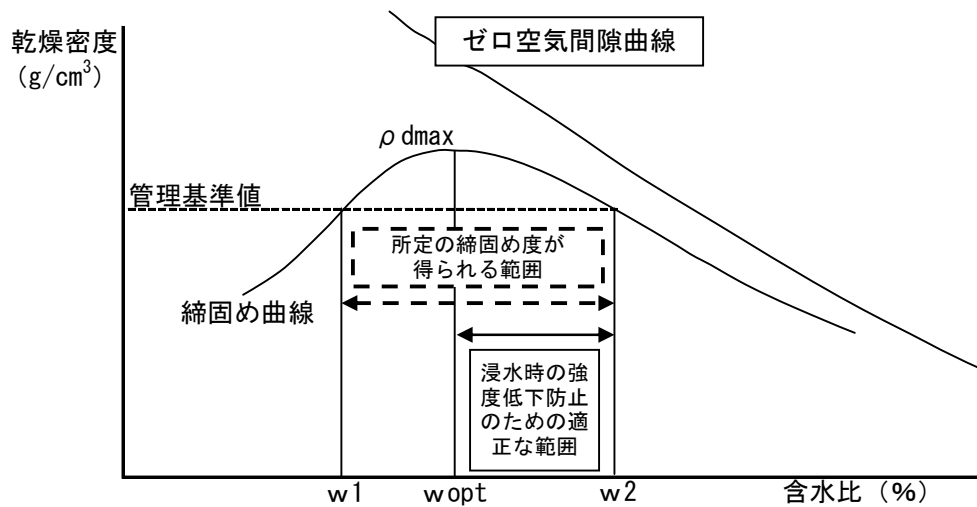 乾燥密度
(g/cm³)
ゼロ空気間隙曲線
ρdmax
管理基準値
所定の締固め度が
得られる範囲
締固め曲線
浸水時の強
度低下防止
のための適
正な範囲
w1
wopt
w2
含水比（%）